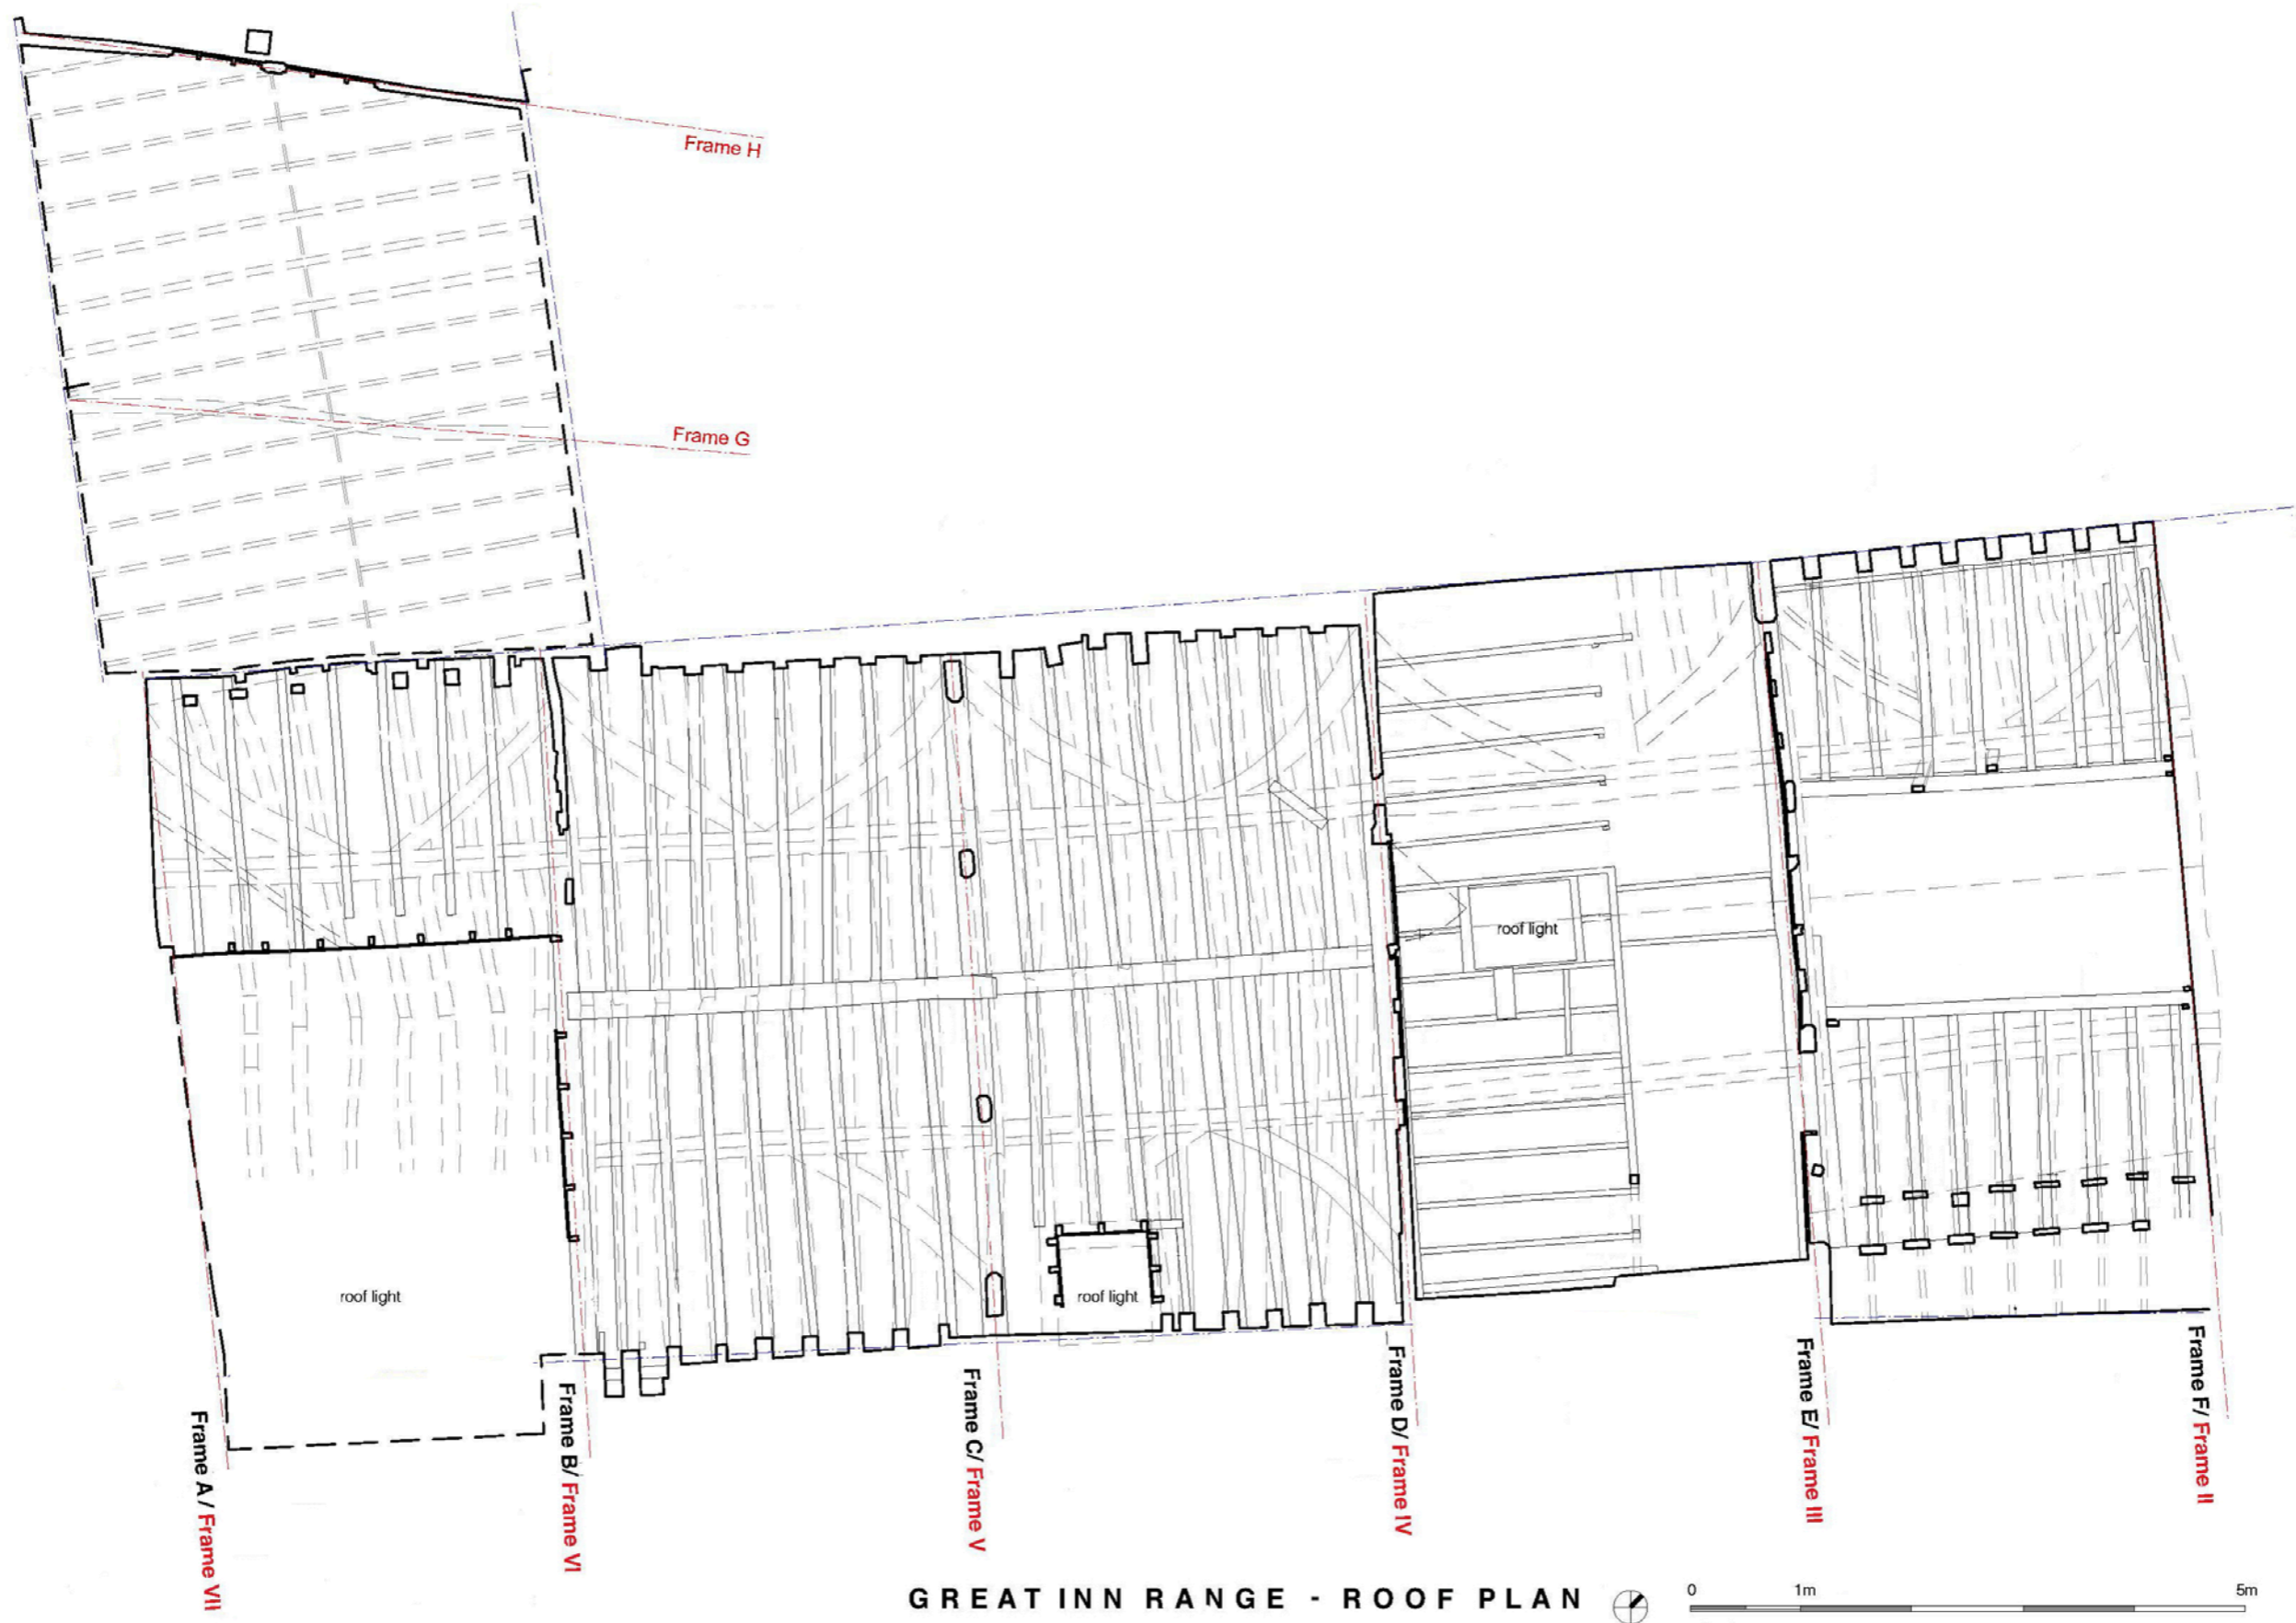 Frame H
Frame G
roof light
roof light
roof light
Frame A / Frame VII
Frame B/ Frame VI
Frame C/ Frame V
Frame D/ Frame IV
Frame E/ Frame III
Frame F/ Frame II
GREAT INN RANGE - ROOF PLAN
0 1m 5m